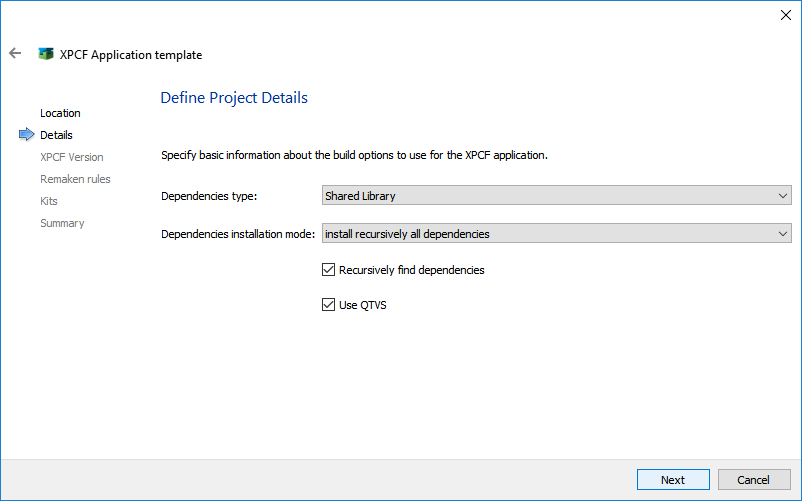 XPCF Application template
Define Project Details
Location
Details
XPCF Version
Remaken rules
Kits
Summary
Specify basic information about the build options to use for the XPCF application.
Dependencies type: Shared Library
Dependencies installation mode: install recursively all dependencies
Recursively find dependencies
Use QTVS
Next Cancel